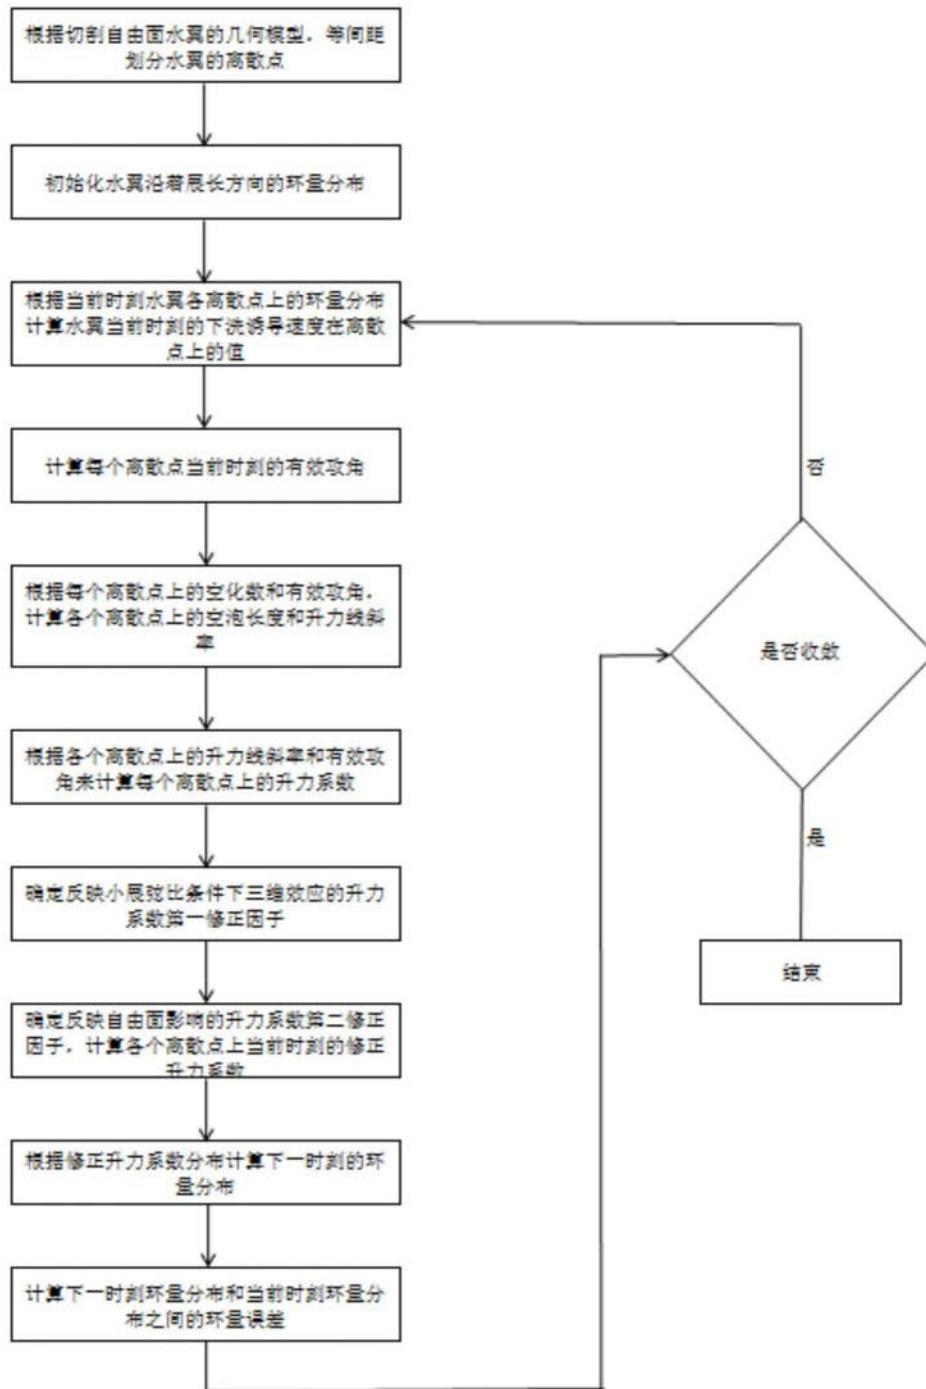 根据切割自由面水翼的几何模型，等间距
划分水翼的离散点
初始化水翼沿着展长方向的环量分布
根据当前时刻水翼各离散点上的环量分布
计算水翼当前时刻的下洗诱导速度在离散
点上的值
计算每个离散点当前时刻的有效攻角
根据每个离散点上的空化数和有效攻角，
计算各个离散点上的空泡长度和升力线斜
率
根据各个离散点上的升力线斜率和有效攻
角来计算每个离散点上的升力系数
确定反映小展弦比条件下三维效应的升力
系数第一修正因子
确定反映自由面影响的升力系数第二修正
因子，计算各个离散点上当前时刻的修正
升力系数
根据修正升力系数分布计算下一时刻的环
量分布
计算下一时刻环量分布和当前时刻环量分
布之间的环量误差
否
是否收敛
是
结束